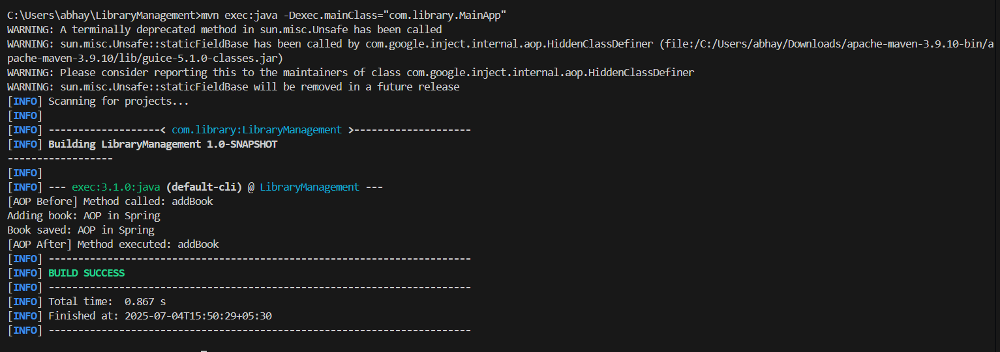 C:\Users\abhay\LibraryManagement>mvn exec:java -Dexec.mainClass="com.library.MainApp"
WARNING: A terminally deprecated method in sun.misc.Unsafe has been called
WARNING: sun.misc.Unsafe::staticFieldBase has been called by com.google.inject.internal.aop.HiddenClassDefiner (file:/C:/Users/abhay/Downloads/apache-maven-3.9.10-bin/a
pache-maven-3.9.10/lib/guice-5.1.0-classes.jar)
WARNING: Please consider reporting this to the maintainers of class com.google.inject.internal.aop.HiddenClassDefiner
WARNING: sun.misc.Unsafe::staticFieldBase will be removed in a future release
[INFO] Scanning for projects...
[INFO]
[INFO] -------------------< com.library:LibraryManagement >--------------------
[INFO] Building LibraryManagement 1.0-SNAPSHOT
------------------
[INFO]
[INFO] --- exec:3.1.0:java (default-cli) @ LibraryManagement ---
[AOP Before] Method called: addBook
Adding book: AOP in Spring
Book saved: AOP in Spring
[AOP After] Method executed: addBook
[INFO] ------------------------------------------------------------------------
[INFO] BUILD SUCCESS
[INFO] ------------------------------------------------------------------------
[INFO] Total time:  0.867 s
[INFO] Finished at: 2025-07-04T15:50:29+05:30
[INFO] ------------------------------------------------------------------------